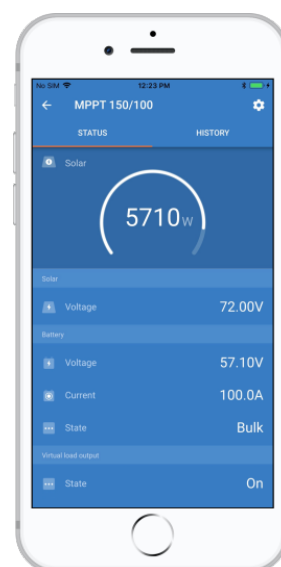 No SIM 12:23 PM
MPPT 150/100
STATUS HISTORY
Solar
5710W
Solar
Voltage 72.00V
Battery
Voltage 57.10V
Current 100.0A
State Bulk
Virtual load output
State On